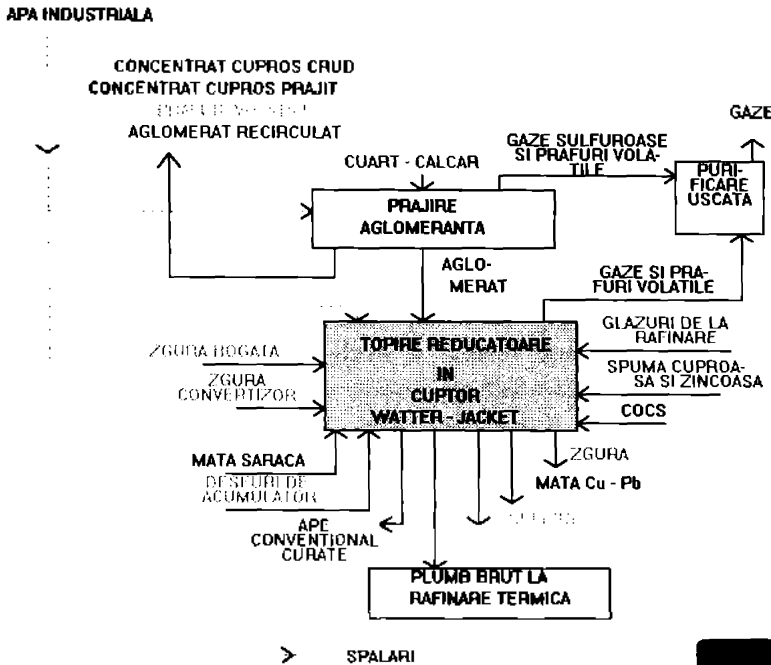 APA INDUSTRIALA
CONCENTRAT CUPROS CRUD
CONCENTRAT CUPROS PRAJIT
AGLOMERAT RECIRCULAT
CUART - CALCAR
GAZE SULFUROASE
SI PRAFURI VOLA-
TILE
GAZE
PURI-
FICARE
USCATA
PRAJIRE
AGLOMERANTA
AGLO-
MERAT
GAZE SI PRA-
FURI VOLATILE
TOPIRE REDUCATOARE
IN
CUPTOR
WATTER - JACKET
ZGURA BOGATA
ZGURA
CONVERTIZOR
GLAZURI DE LA
RAFINARE
SPUMA CUPROA-
SA SI ZINCOASA
COCS
MATA SARACA
DESEURI DE
ACUMULATOR
ZGURA
MATA Cu - Pb
APE
CONVENTIONAL
CURATE
PLUMB BRUT LA
RAFINARE TERMICA
SPALARI